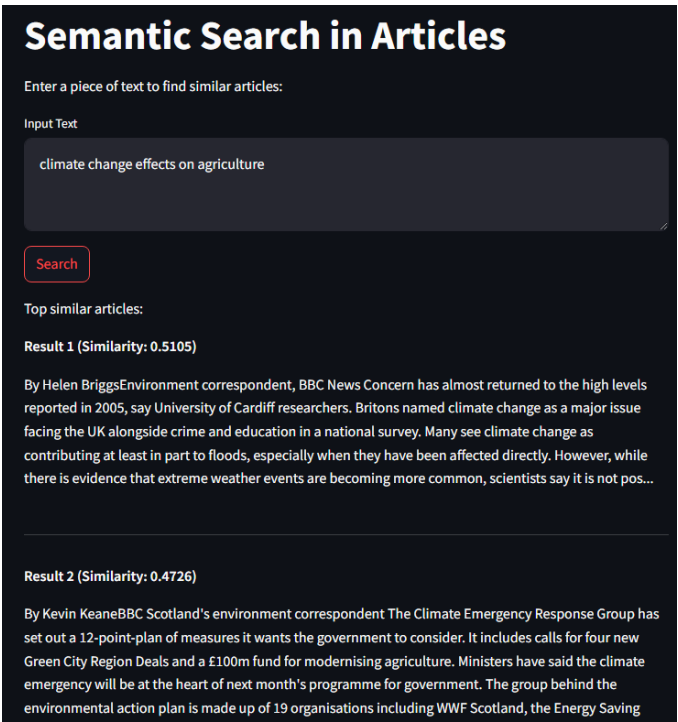 Semantic Search in Articles
Enter a piece of text to find similar articles:
Input Text
climate change effects on agriculture
Search
Top similar articles:
Result 1 (Similarity: 0.5105)
By Helen BriggsEnvironment correspondent, BBC News Concern has almost returned to the high levels
reported in 2005, say University of Cardiff researchers. Britons named climate change as a major issue
facing the UK alongside crime and education in a national survey. Many see climate change as
contributing at least in part to floods, especially when they have been affected directly. However, while
there is evidence that extreme weather events are becoming more common, scientists say it is not pos...
Result 2 (Similarity: 0.4726)
By Kevin KeaneBBC Scotland's environment correspondent The Climate Emergency Response Group has
set out a 12-point-plan of measures it wants the government to consider. It includes calls for four new
Green City Region Deals and a £100m fund for modernising agriculture. Ministers have said the climate
emergency will be at the heart of next month's programme for government. The group behind the
environmental action plan is made up of 19 organisations including WWF Scotland, the Energy Saving